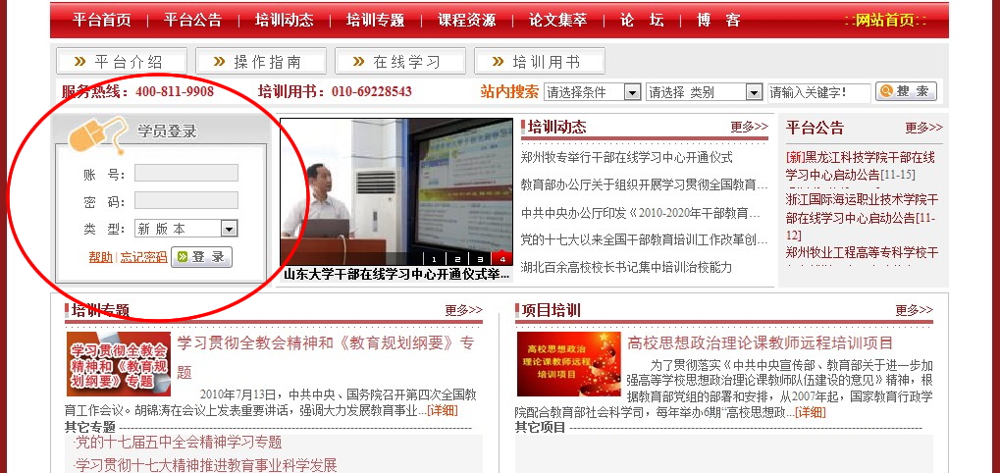 平台首页 | 平台公告 | 培训动态 | 培训专题 | 课程资源 | 论文集萃 | 论 坛 | 博 客 ::网站首页::
平台介绍 操作指南 在线学习 培训用书
服务热线：400-811-9908 培训用书：010-69228543 站内搜索 请选择条件 请选择 类别 请输入关键字! 搜 索
学员登录
账 号：
密 码：
类 型：新 版 本
帮助 | 忘记密码 登 录
1 2 3 4
山东大学干部在线学习中心开通仪式举...
培训动态 更多>>
郑州牧专举行干部在线学习中心开通仪式
教育部办公厅关于组织开展学习贯彻全国教育...
中共中央办公厅印发《2010-2020年干部教育...
党的十七大以来全国干部教育培训工作改革创...
湖北百余高校校长书记集中培训治校能力
平台公告 更多>>
[新]黑龙江科技学院干部在线
学习中心启动公告[11-15]
浙江国际海运职业技术学院干
部在线学习中心启动公告[11-
12]
郑州牧业工程高等专科学校干
培训专题 更多>>
学习贯彻全教会
精神和《教育规
划纲要》专题
学习贯彻全教会精神和《教育规划纲要》专
题
2010年7月13日，中共中央、国务院召开第四次全国教
育工作会议。胡锦涛在会议上发表重要讲话，强调大力发展教育事业...[详细]
其它专题
·党的十七届五中全会精神学习专题
·学习贯彻十七大精神推进教育事业科学发展
项目培训 更多>>
高校思想政治
理论课教师远程
培训项目
高校思想政治理论课教师远程培训项目
为了贯彻落实《中共中央宣传部、教育部关于进一步加
强高等学校思想政治理论课教师队伍建设的意见》精神，根
据教育部党组的部署和安排，从2007年起，国家教育行政学
院配合教育部社会科学司，每年举办6期“高校思想政...[详细]
其它项目